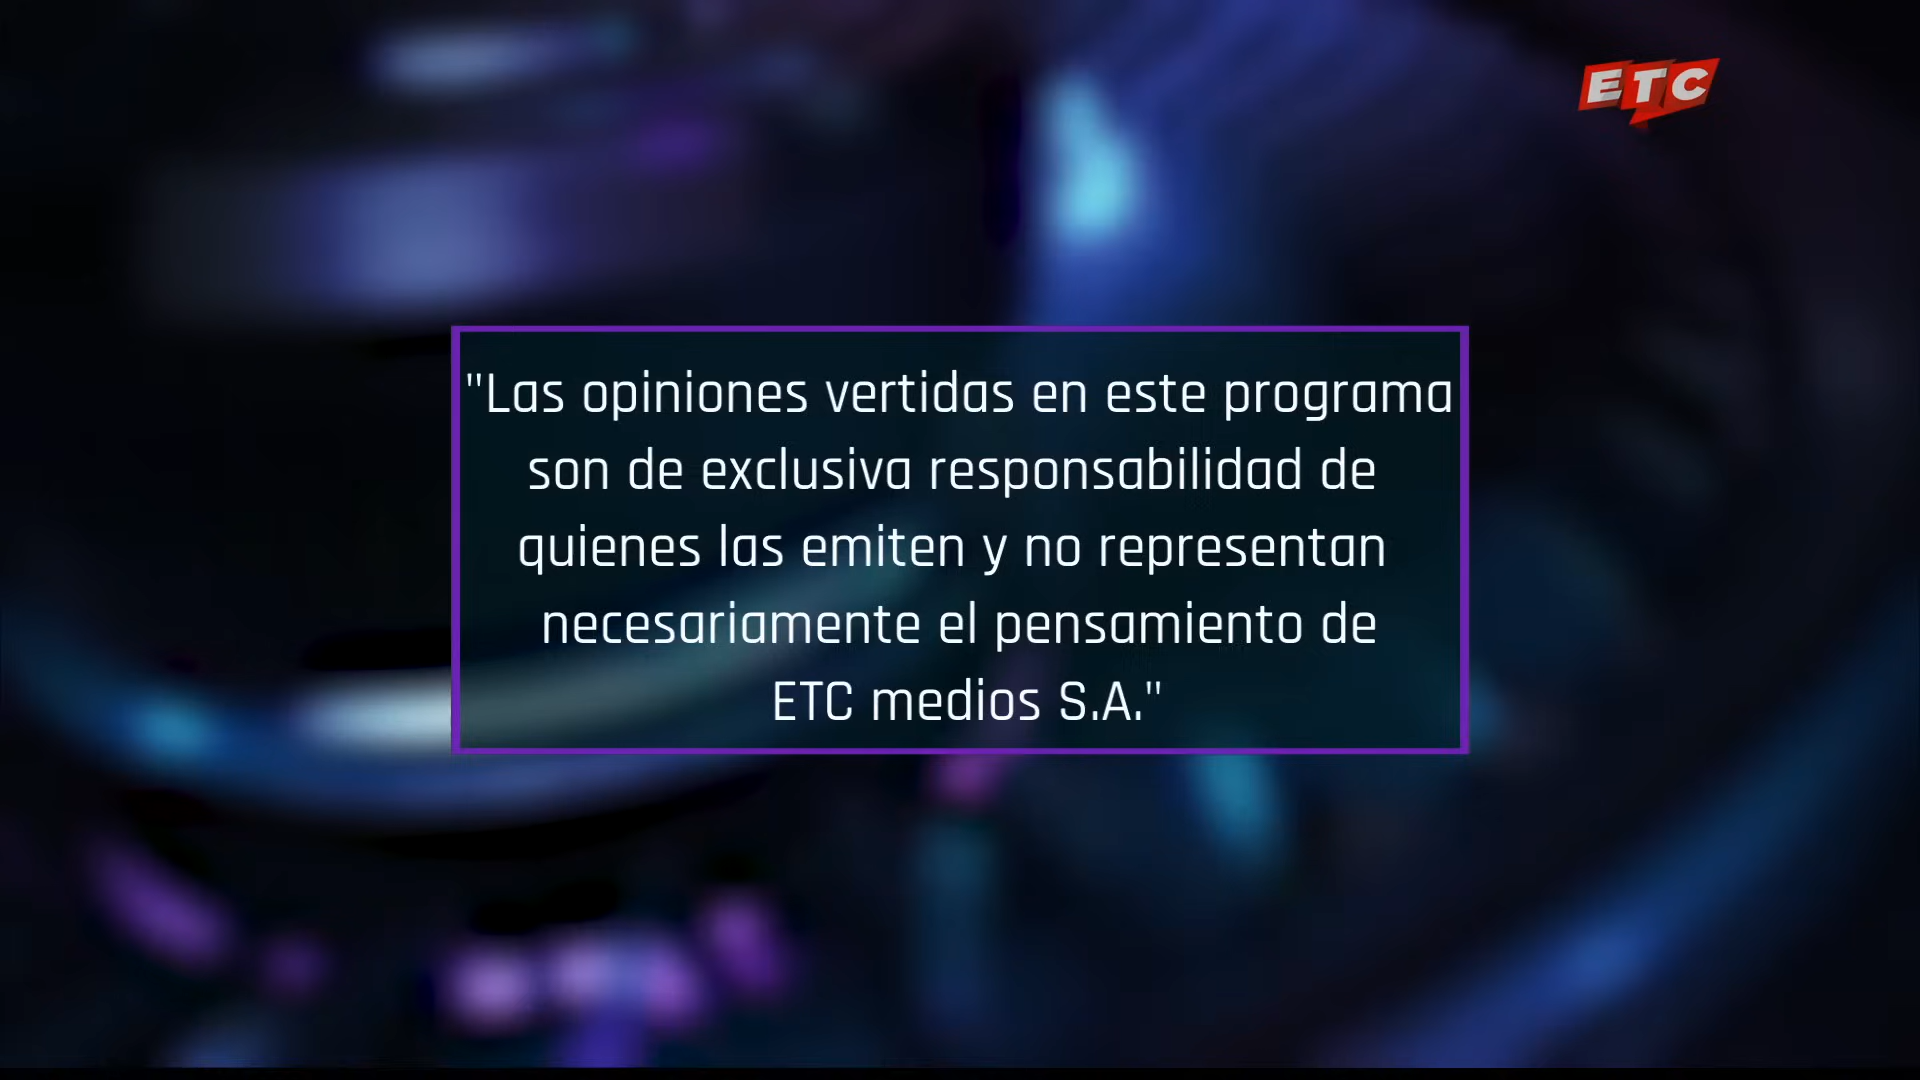 ETC
"Las opiniones vertidas en este programa
son de exclusiva responsabilidad de
quienes las emiten y no representan
necesariamente el pensamiento de
ETC medios S.A."